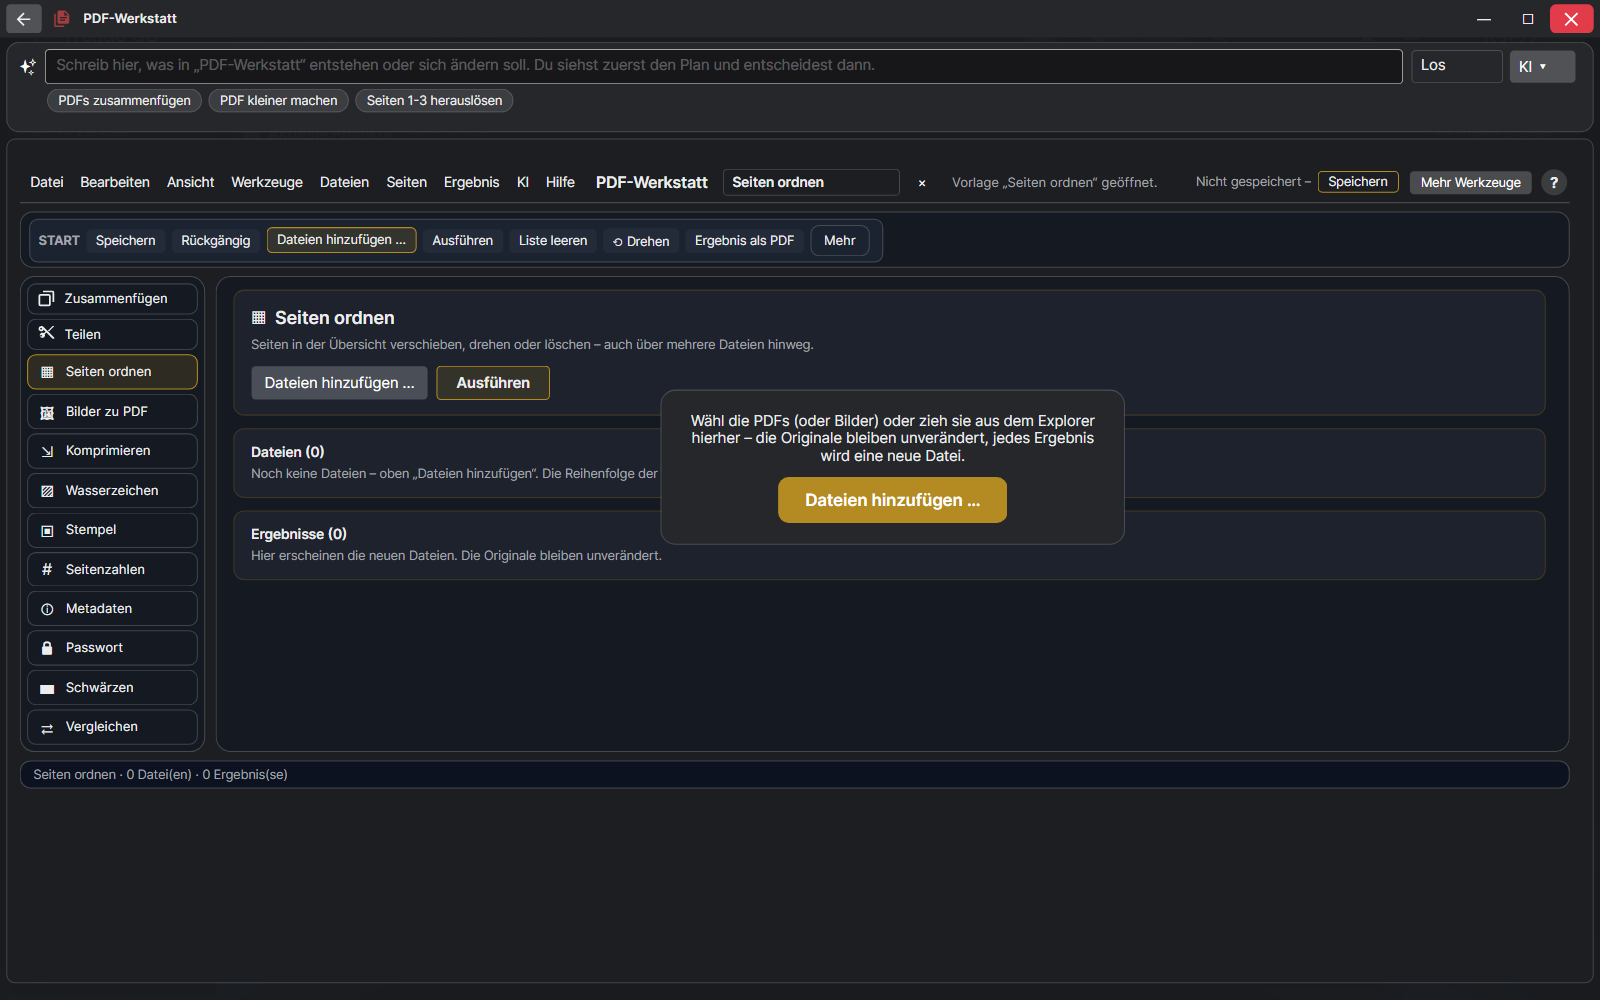 PDF-Werkstatt
Schreib hier, was in „PDF-Werkstatt“ entstehen oder sich ändern soll. Du siehst zuerst den Plan und entscheidest dann.
Los
KI
PDFs zusammenfügen
PDF kleiner machen
Seiten 1-3 herauslösen
Datei Bearbeiten Ansicht Werkzeuge Dateien Seiten Ergebnis KI Hilfe PDF-Werkstatt Seiten ordnen × Vorlage „Seiten ordnen“ geöffnet. Nicht gespeichert – Speichern Mehr Werkzeuge ?
START Speichern Rückgängig Dateien hinzufügen ... Ausführen Liste leeren Drehen Ergebnis als PDF Mehr
Zusammenfügen
Teilen
Seiten ordnen
Bilder zu PDF
Komprimieren
Wasserzeichen
Stempel
# Seitenzahlen
Metadaten
Passwort
Schwärzen
Vergleichen
Seiten ordnen
Seiten in der Übersicht verschieben, drehen oder löschen – auch über mehrere Dateien hinweg.
Dateien hinzufügen ... Ausführen
Dateien (0)
Noch keine Dateien – oben „Dateien hinzufügen“. Die Reihenfolge der
Ergebnisse (0)
Hier erscheinen die neuen Dateien. Die Originale bleiben unverändert.
Wähl die PDFs (oder Bilder) oder zieh sie aus dem Explorer
hierher – die Originale bleiben unverändert, jedes Ergebnis
wird eine neue Datei.
Dateien hinzufügen ...
Seiten ordnen · 0 Datei(en) · 0 Ergebnis(se)